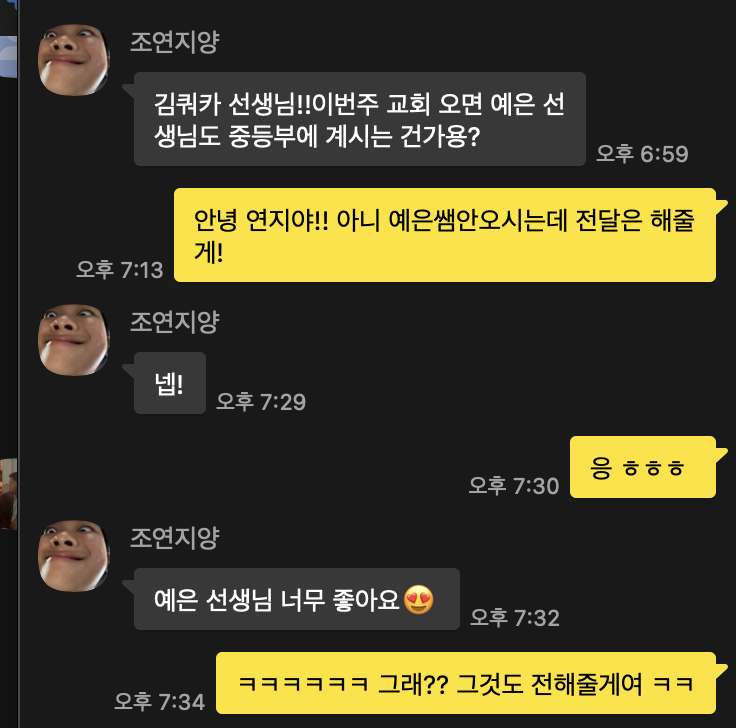 조연지양
김쿼카 선생님!!이번주 교회 오면 예은 선
생님도 중등부에 계시는 건가용?
오후 6:59
안녕 연지야!! 아니 예은쌤안오시는데 전달은 해줄
게!
오후 7:13
조연지양
넵!
오후 7:29
응 ㅎㅎㅎ
오후 7:30
조연지양
예은 선생님 너무 좋아요😍
오후 7:32
ㅋㅋㅋㅋㅋㅋ 그래?? 그것도 전해줄게여 ㅋㅋ
오후 7:34